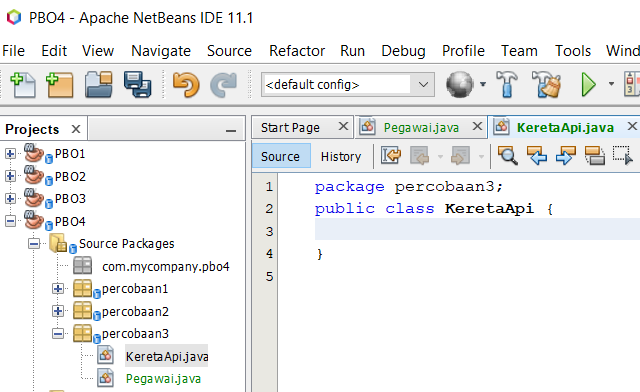 PBO4 - Apache NetBeans IDE 11.1
File Edit View Navigate Source Refactor Run Debug Profile Team Tools Wind
<default config>
Projects
PBO1
PBO2
PBO3
PBO4
Source Packages
com.mycompany.pbo4
percobaan1
percobaan2
percobaan3
KeretaApi.java
Pegawai.java
Start Page Pegawai.java KeretaApi.java
Source History
1 package percobaan3;
2 public class KeretaApi {
3
4 }
5